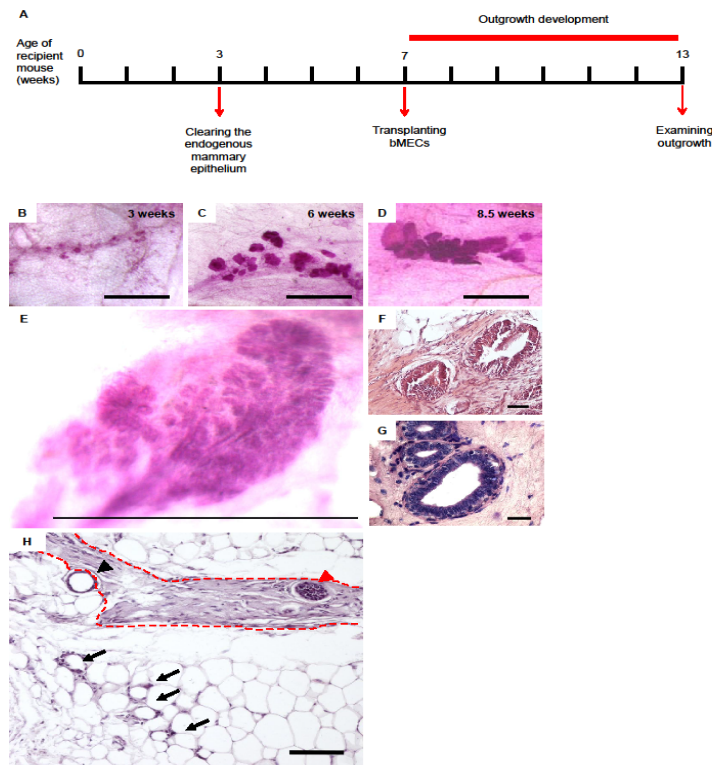 A
Outgrowth development
Age of
recipient
mouse
(weeks)
0
3
7
13
Clearing the
endogenous
mammary
epithelium
Transplanting
bMECs
Examining
outgrowth
B
3 weeks
C
6 weeks
D
8.5 weeks
E
F
G
H